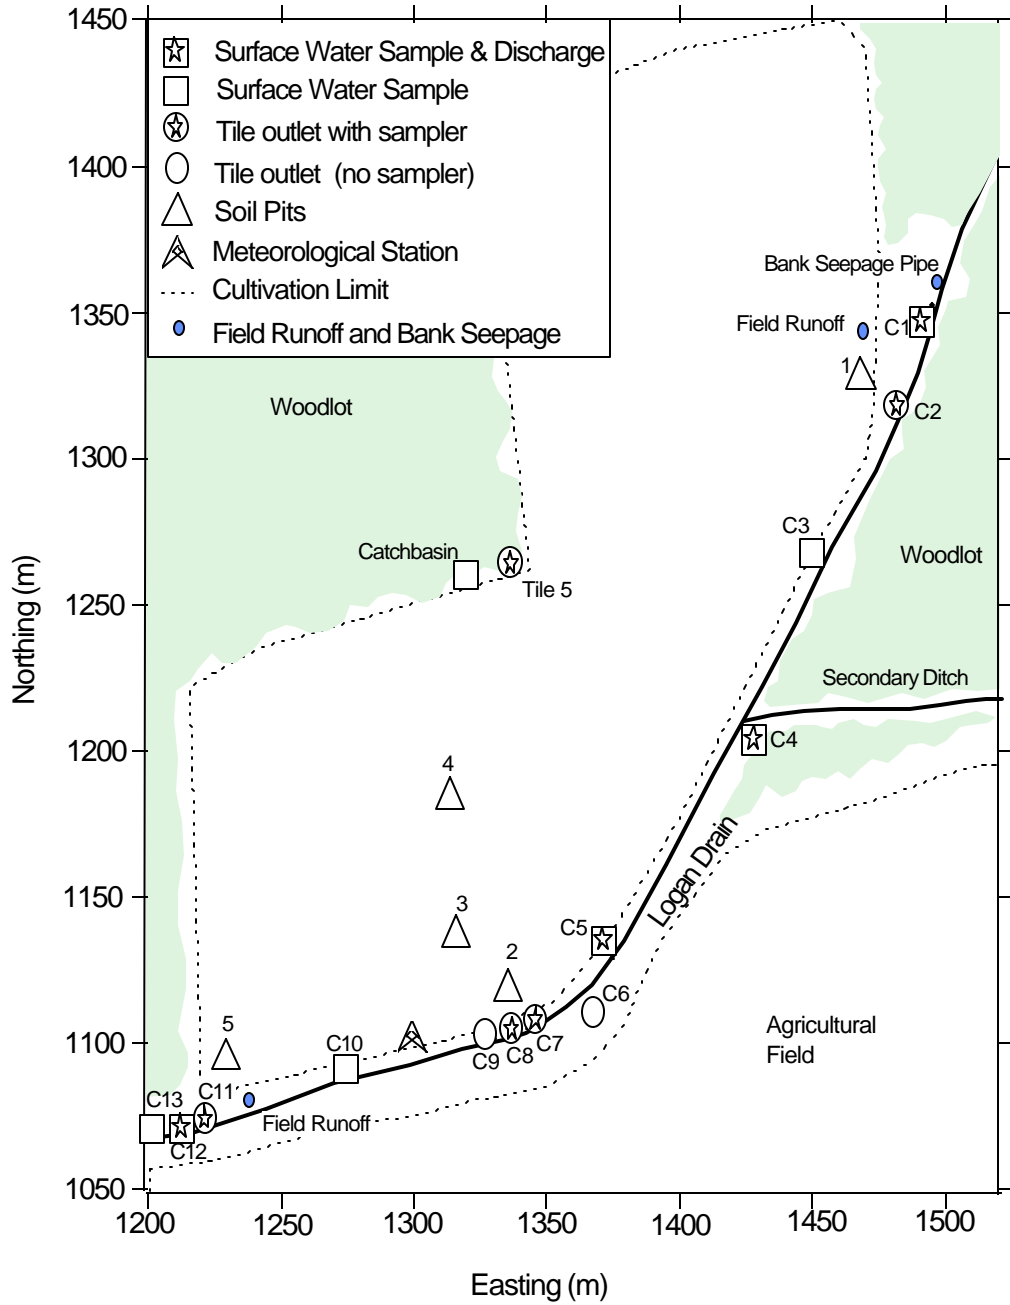 1450
Surface Water Sample & Discharge
Surface Water Sample
Tile outlet with sampler
Tile outlet (no sampler)
Soil Pits
Meteorological Station
Cultivation Limit
Field Runoff and Bank Seepage
1400
1350
1300
1250
1200
1150
1100
1050
Northing (m)
Bank Seepage Pipe
Field Runoff
C1
1
C2
Woodlot
C3
Woodlot
Catchbasin
Tile 5
Secondary Ditch
C4
4
Logan Drain
3
C5
2
C6
Agricultural
Field
C7
C8
C9
C10
5
C11
C13
Field Runoff
C12
1200
1250
1300
1350
1400
1450
1500
Easting (m)